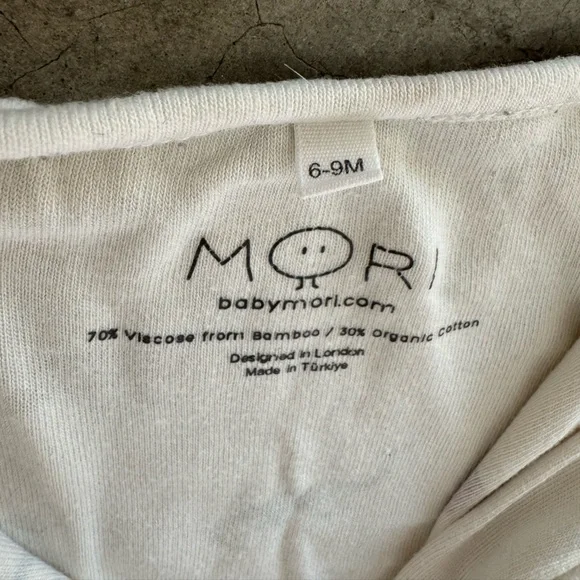 6-9M
MORI
babymori.com
70% Viscose from Bamboo / 30% Organic Cotton
Designed in London
Made in Türkiye